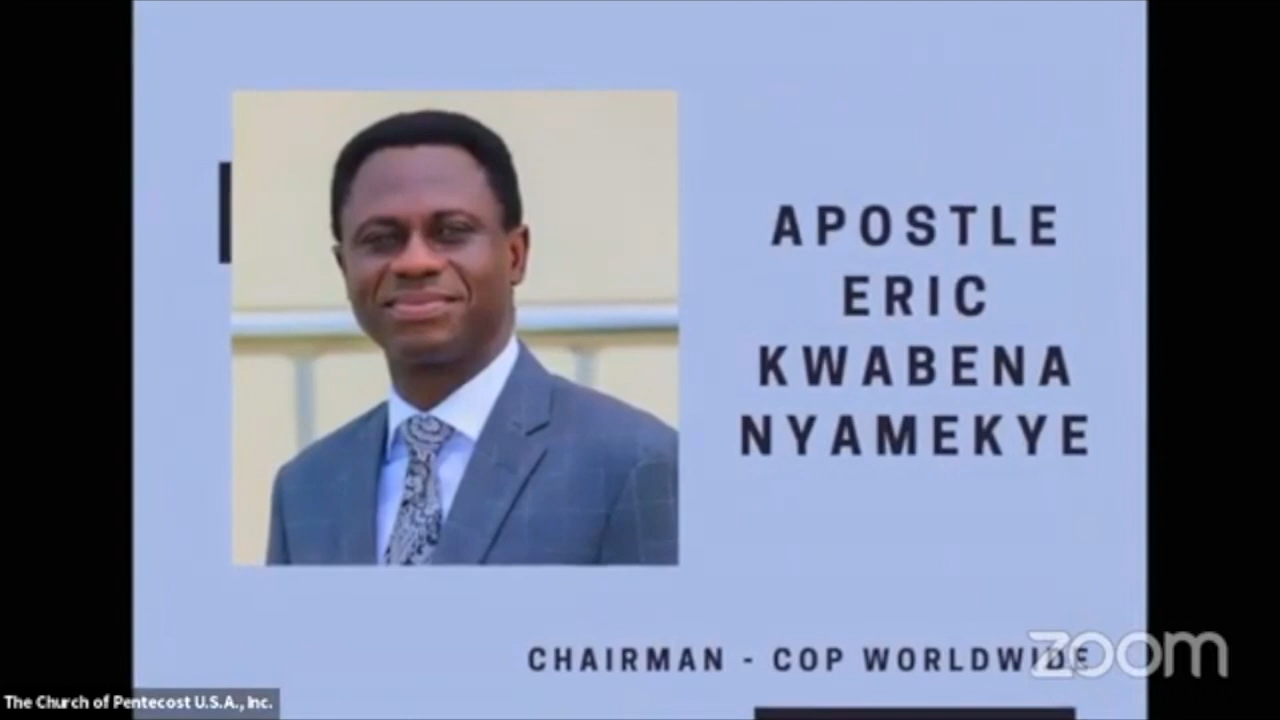 APOSTLE
ERIC
KWABENA
NYAMEKYE
CHAIRMAN - COP WORLDWIDE
zoom
The Church of Pentecost U.S.A., Inc.